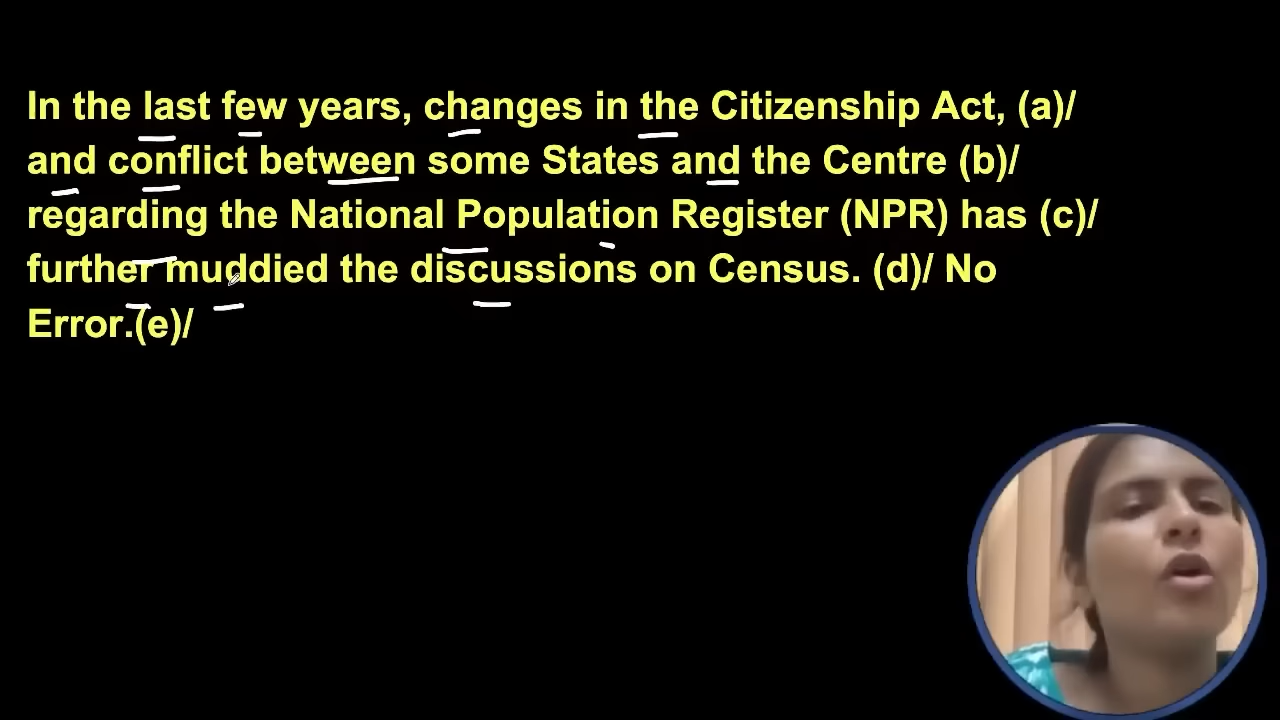 In the last few years, changes in the Citizenship Act, (a)/
and conflict between some States and the Centre (b)/
regarding the National Population Register (NPR) has (c)/
further muddied the discussions on Census. (d)/ No
Error.(e)/